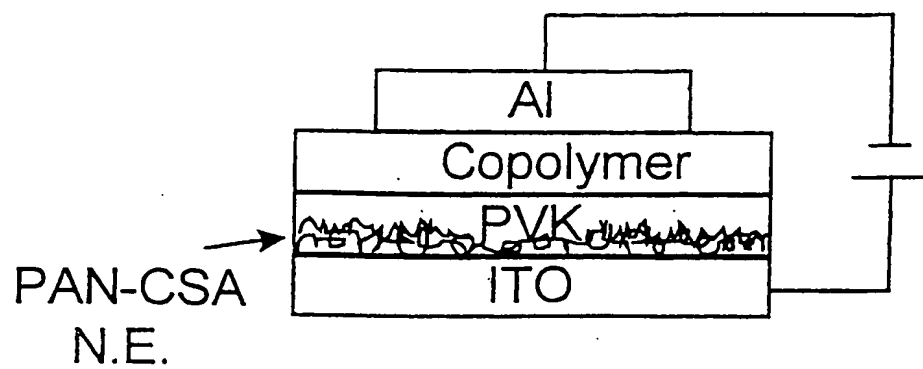 Al
Copolymer
PVK
ITO
PAN-CSA
N.E.